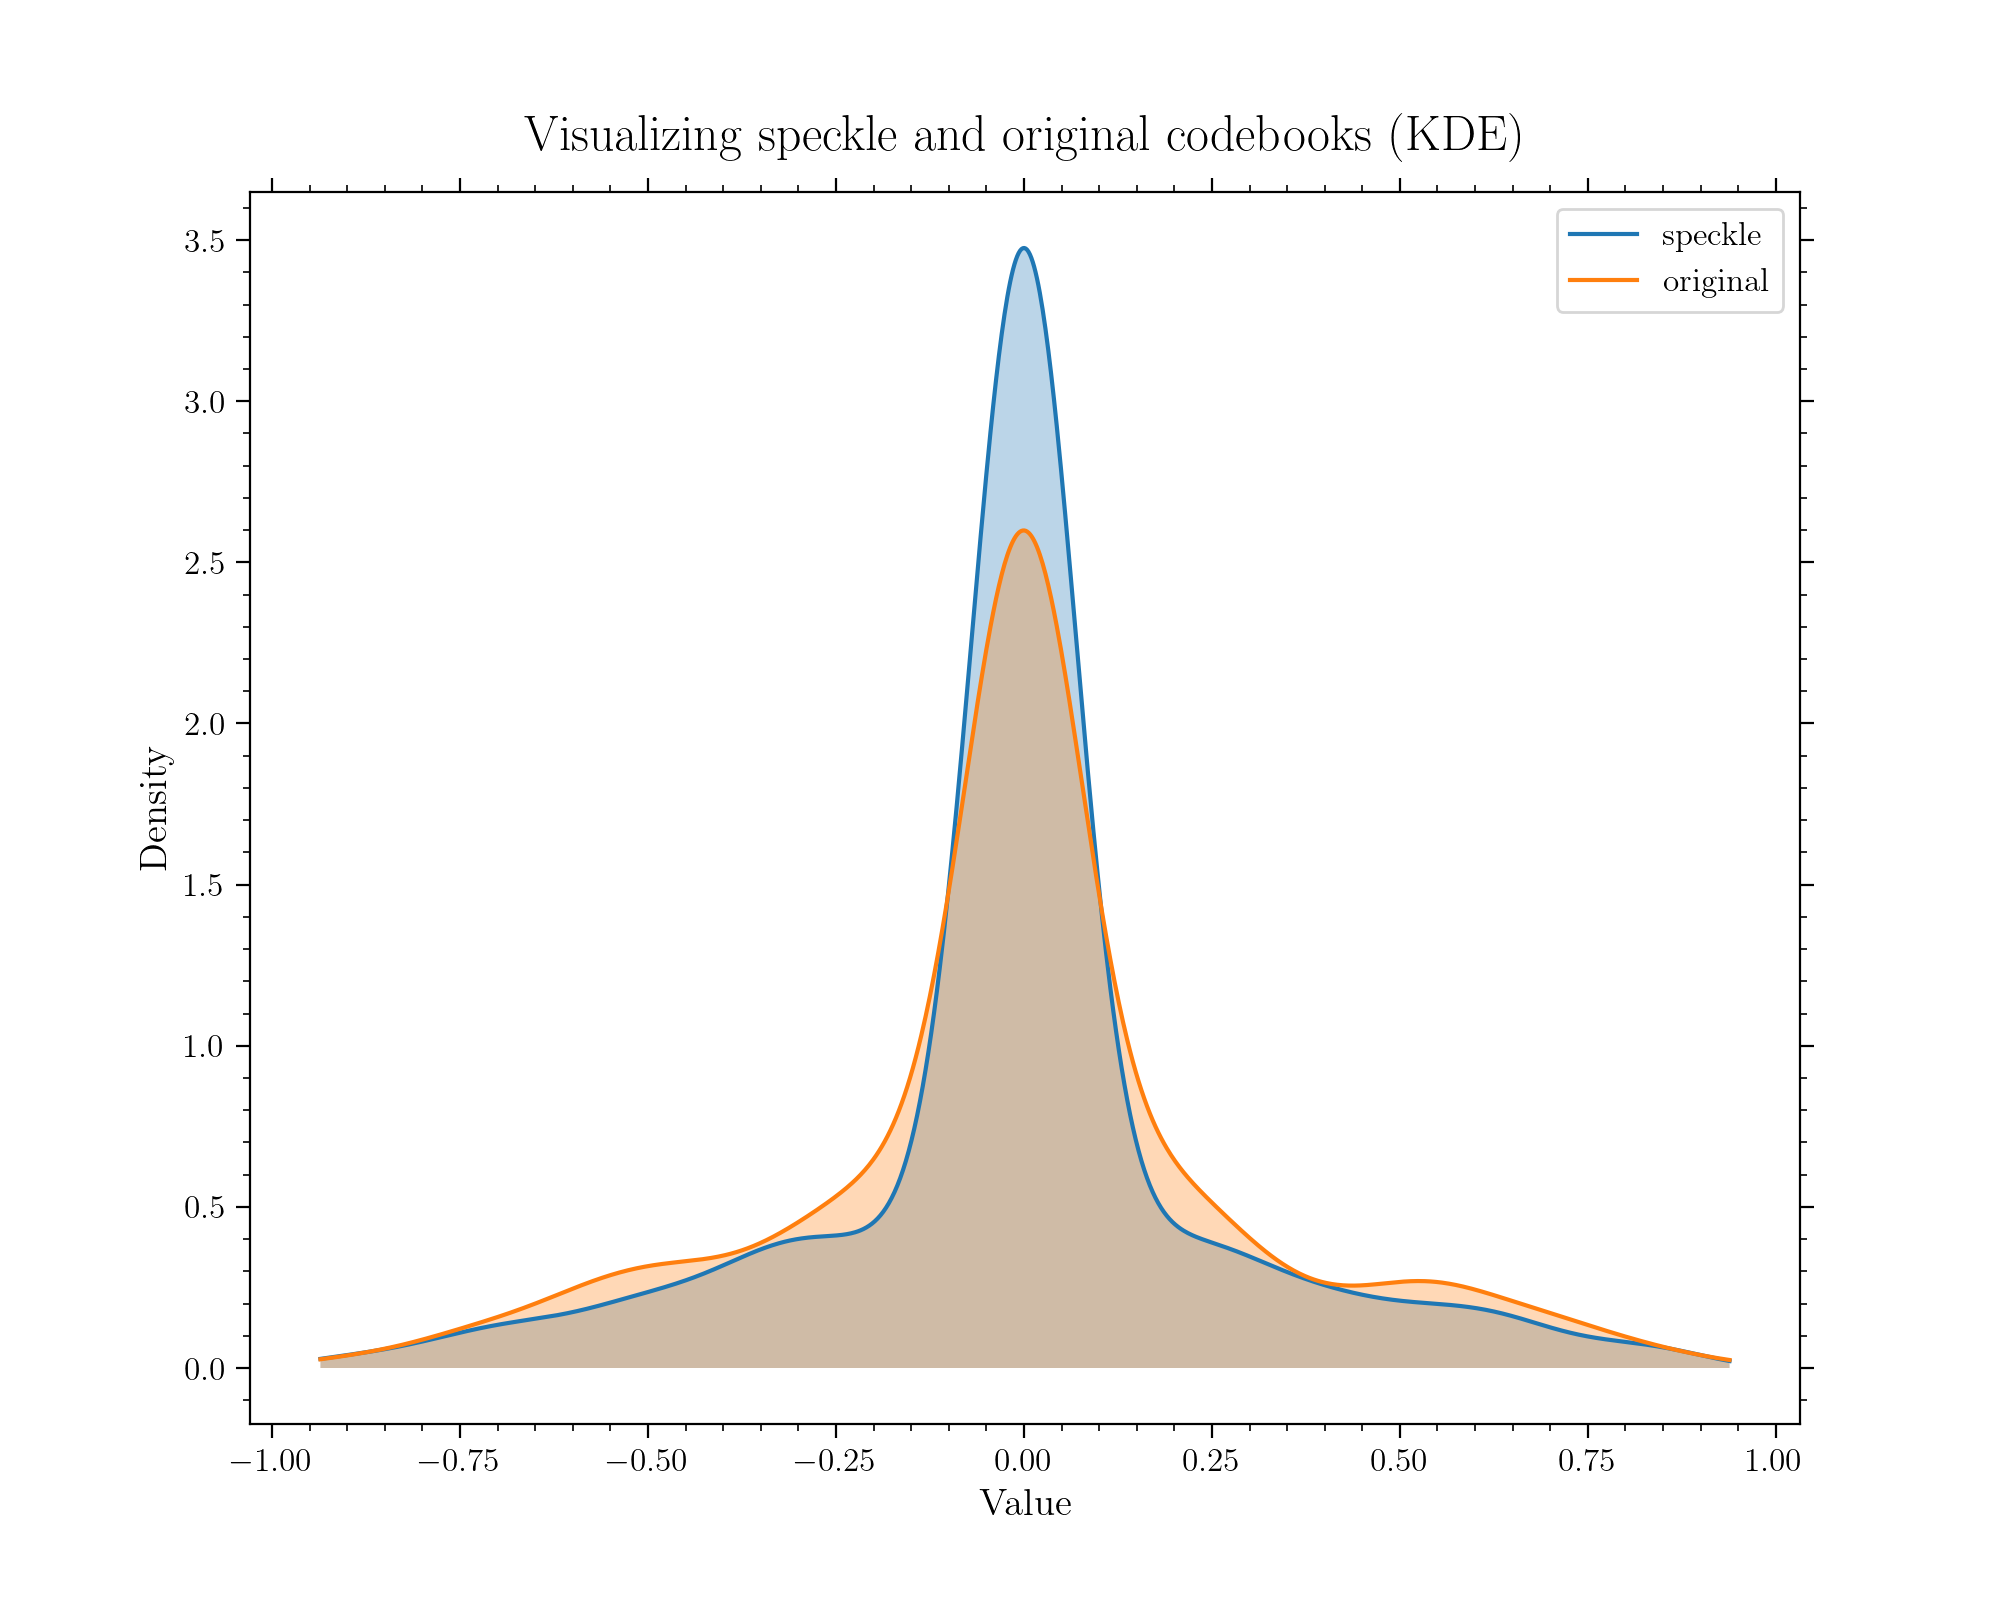 Visualizing speckle and original codebooks (KDE)
speckle
original
3.5
3.0
2.5
2.0
1.5
1.0
0.5
0.0
Density
−1.00 −0.75 −0.50 −0.25 0.00 0.25 0.50 0.75 1.00
Value